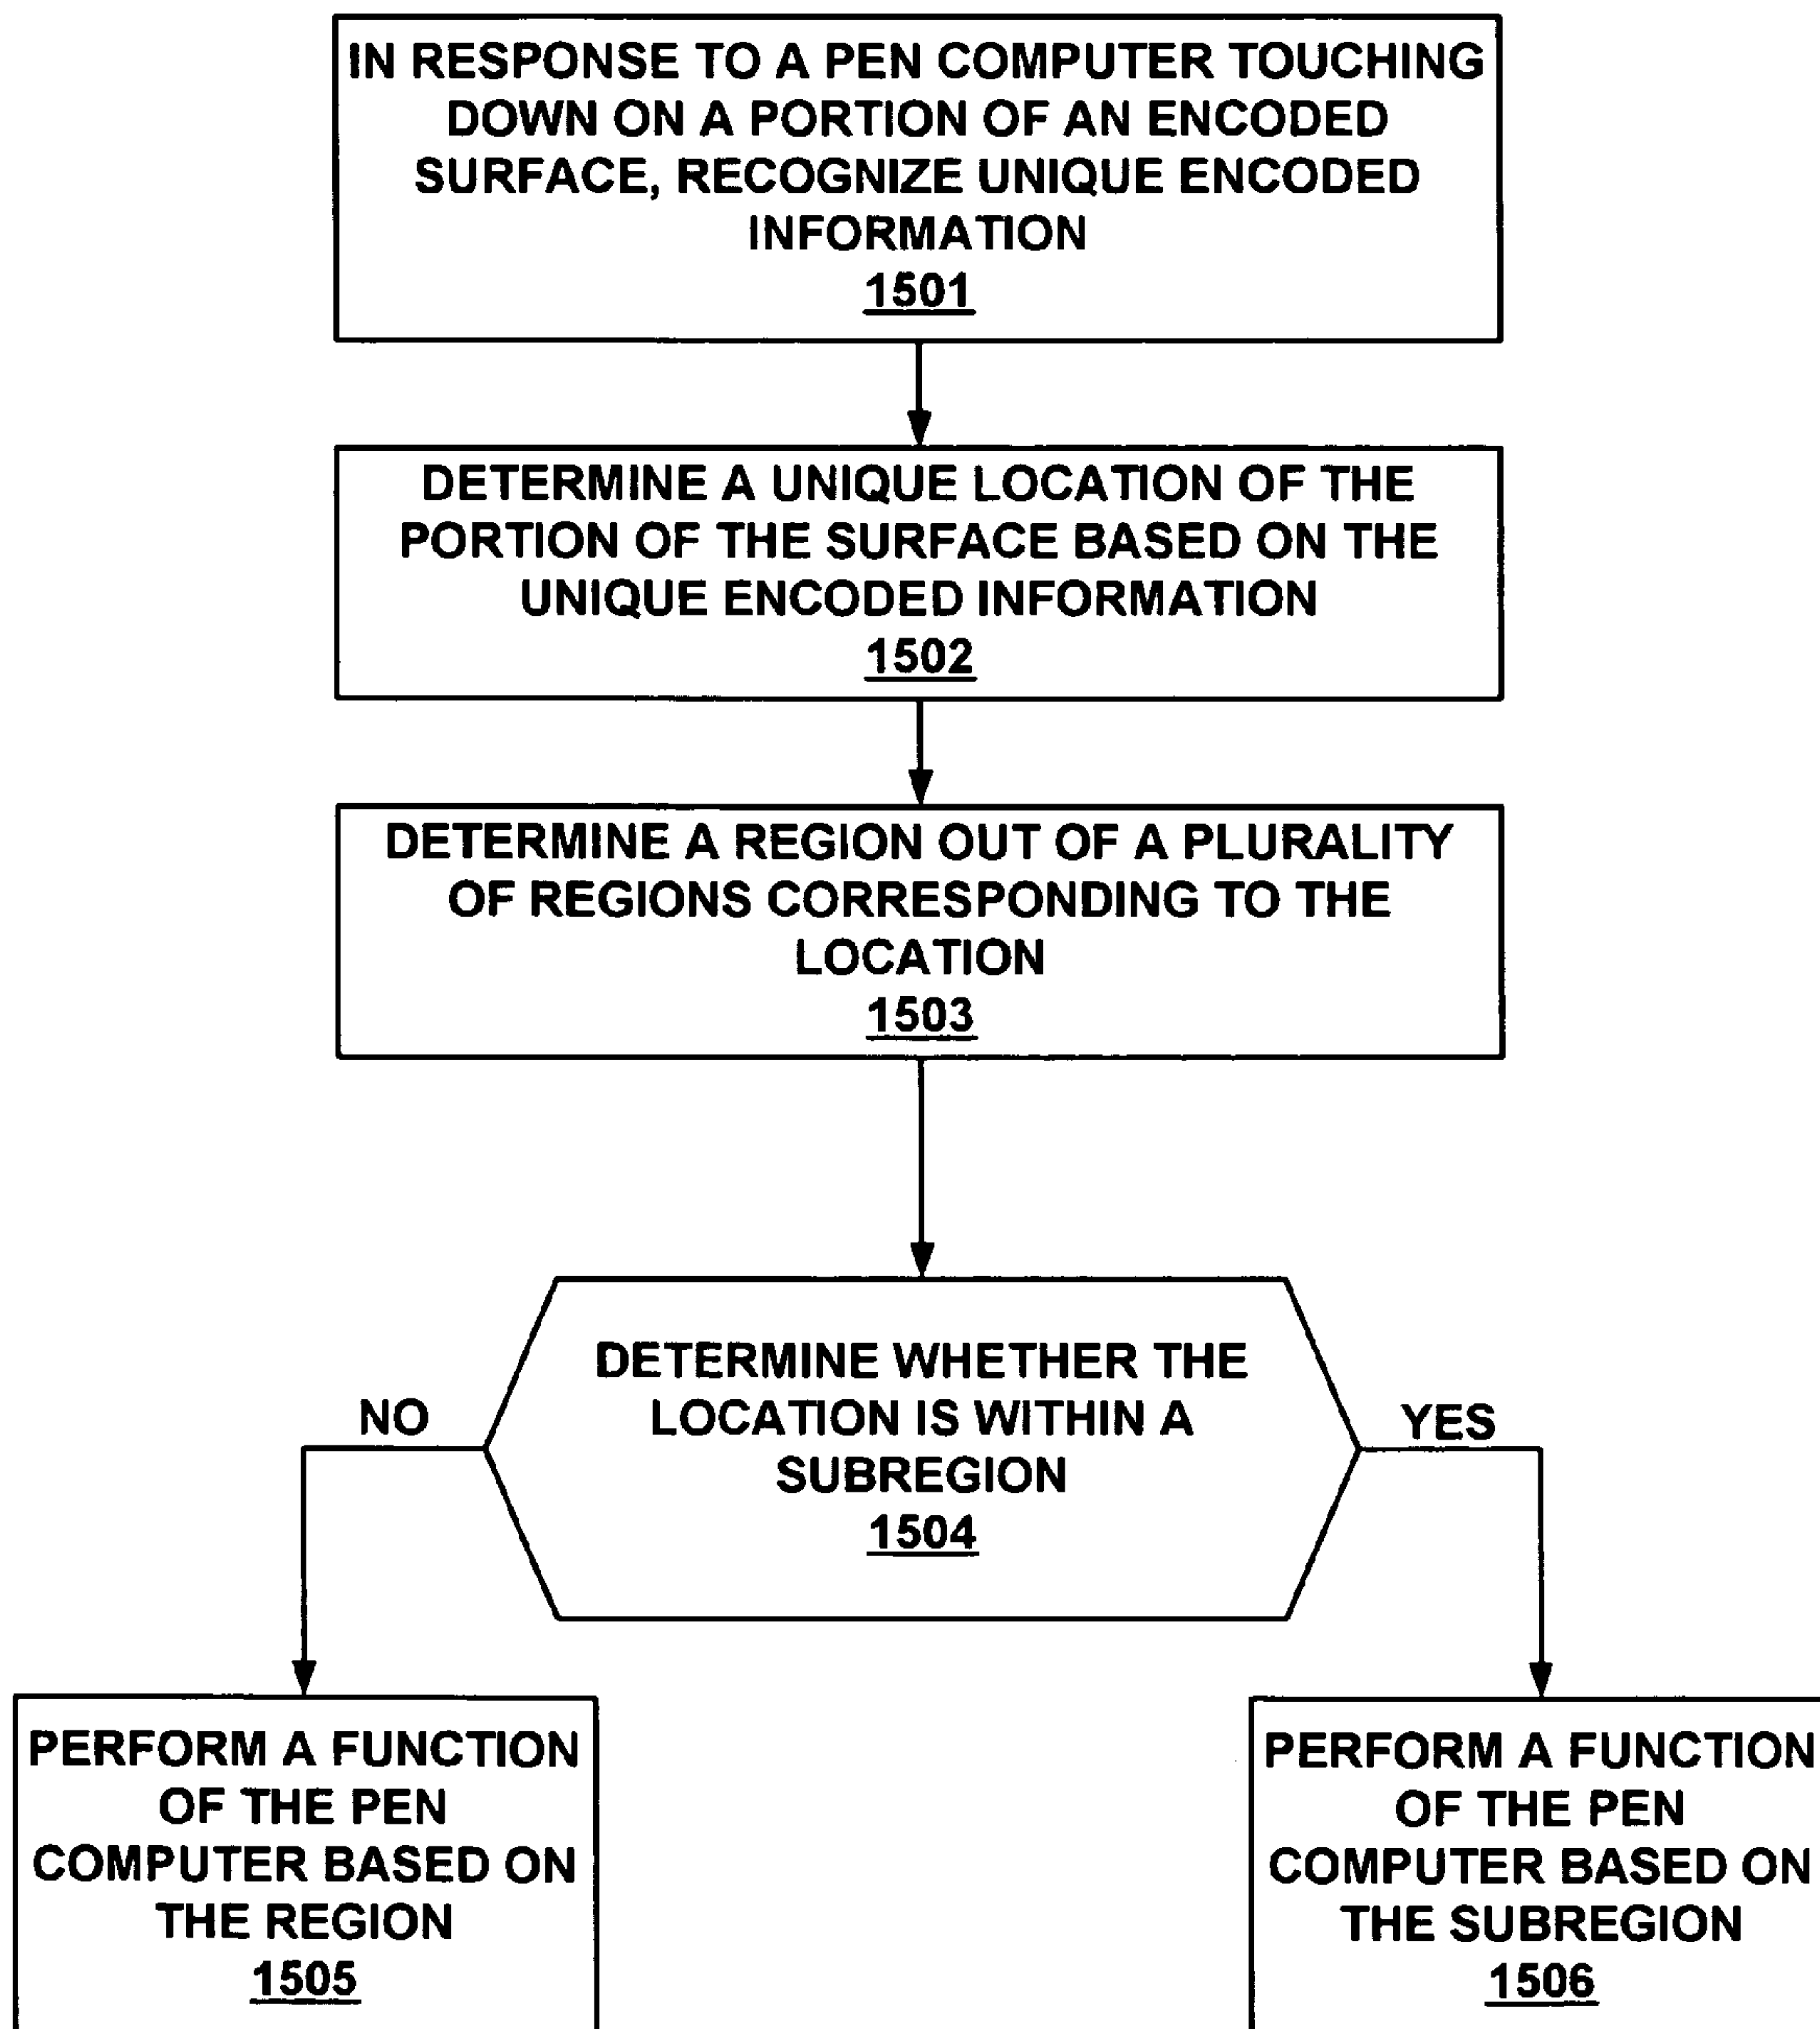 IN RESPONSE TO A PEN COMPUTER TOUCHING
DOWN ON A PORTION OF AN ENCODED
SURFACE, RECOGNIZE UNIQUE ENCODED
INFORMATION
1501
DETERMINE A UNIQUE LOCATION OF THE
PORTION OF THE SURFACE BASED ON THE
UNIQUE ENCODED INFORMATION
1502
DETERMINE A REGION OUT OF A PLURALITY
OF REGIONS CORRESPONDING TO THE
LOCATION
1503
DETERMINE WHETHER THE
LOCATION IS WITHIN A
SUBREGION
1504
NO
YES
PERFORM A FUNCTION
OF THE PEN
COMPUTER BASED ON
THE REGION
1505
PERFORM A FUNCTION
OF THE PEN
COMPUTER BASED ON
THE SUBREGION
1506